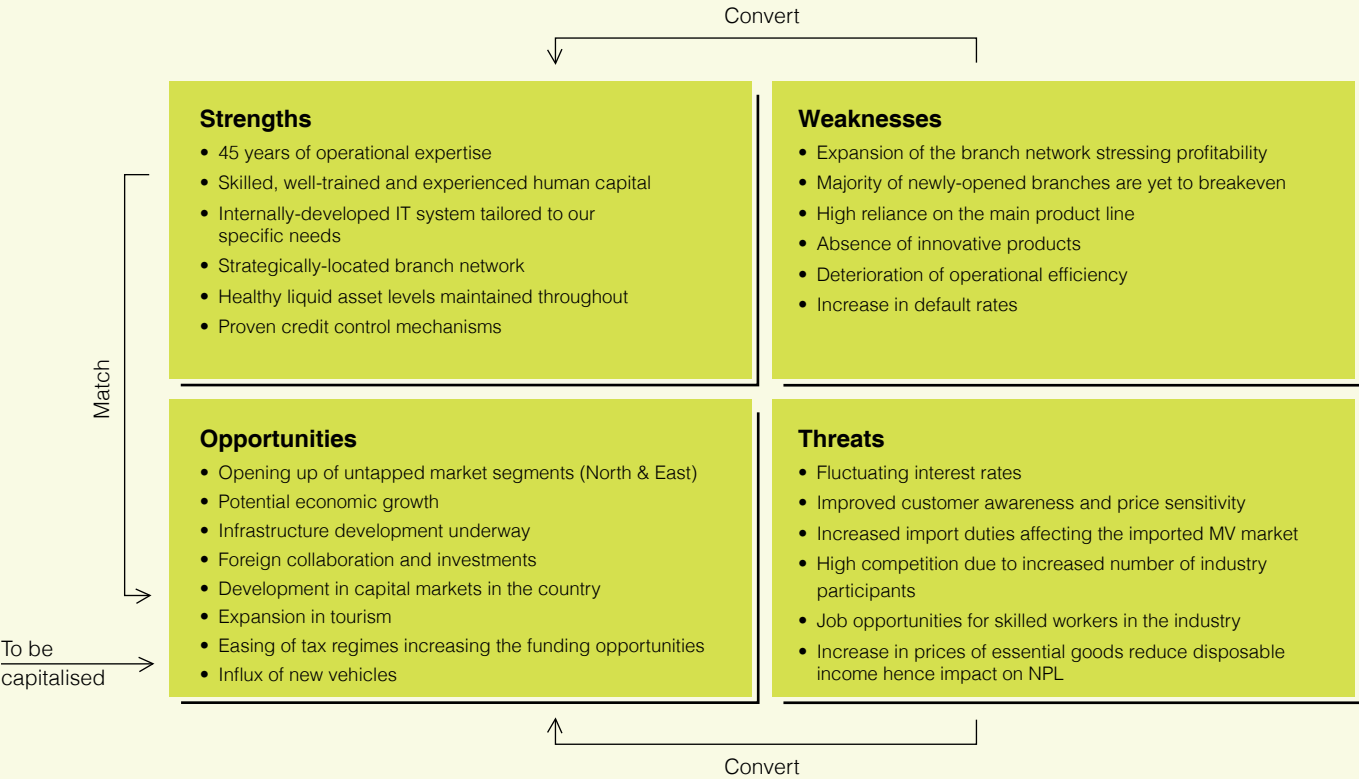 Convert
Strengths
• 45 years of operational expertise
• Skilled, well-trained and experienced human capital
• Internally-developed IT system tailored to our
specific needs
• Strategically-located branch network
• Healthy liquid asset levels maintained throughout
• Proven credit control mechanisms
Weaknesses
• Expansion of the branch network stressing profitability
• Majority of newly-opened branches are yet to breakeven
• High reliance on the main product line
• Absence of innovative products
• Deterioration of operational efficiency
• Increase in default rates
Match
Opportunities
• Opening up of untapped market segments (North & East)
• Potential economic growth
• Infrastructure development underway
• Foreign collaboration and investments
• Development in capital markets in the country
• Expansion in tourism
• Easing of tax regimes increasing the funding opportunities
• Influx of new vehicles
Threats
• Fluctuating interest rates
• Improved customer awareness and price sensitivity
• Increased import duties affecting the imported MV market
• High competition due to increased number of industry
participants
• Job opportunities for skilled workers in the industry
• Increase in prices of essential goods reduce disposable
income hence impact on NPL
To be
capitalised
Convert